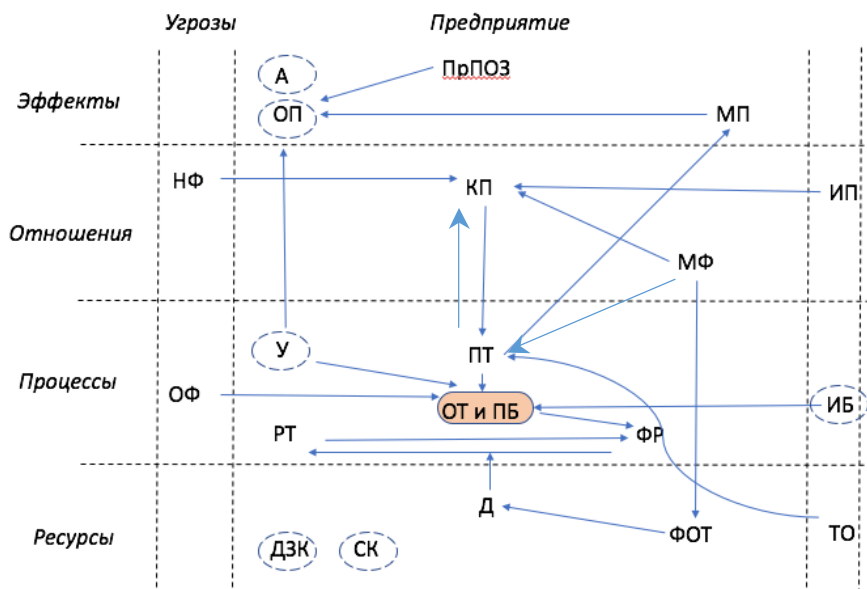 Угрозы Предприятие
А
ПрПОЗ
Эффекты
ОП МП
НФ КП ИП
Отношения
МФ
У ПТ
Процессы
ОФ ОТ и ПБ ИБ
РТ ФР
Д
Ресурсы ФОТ ТО
ДЗК СК